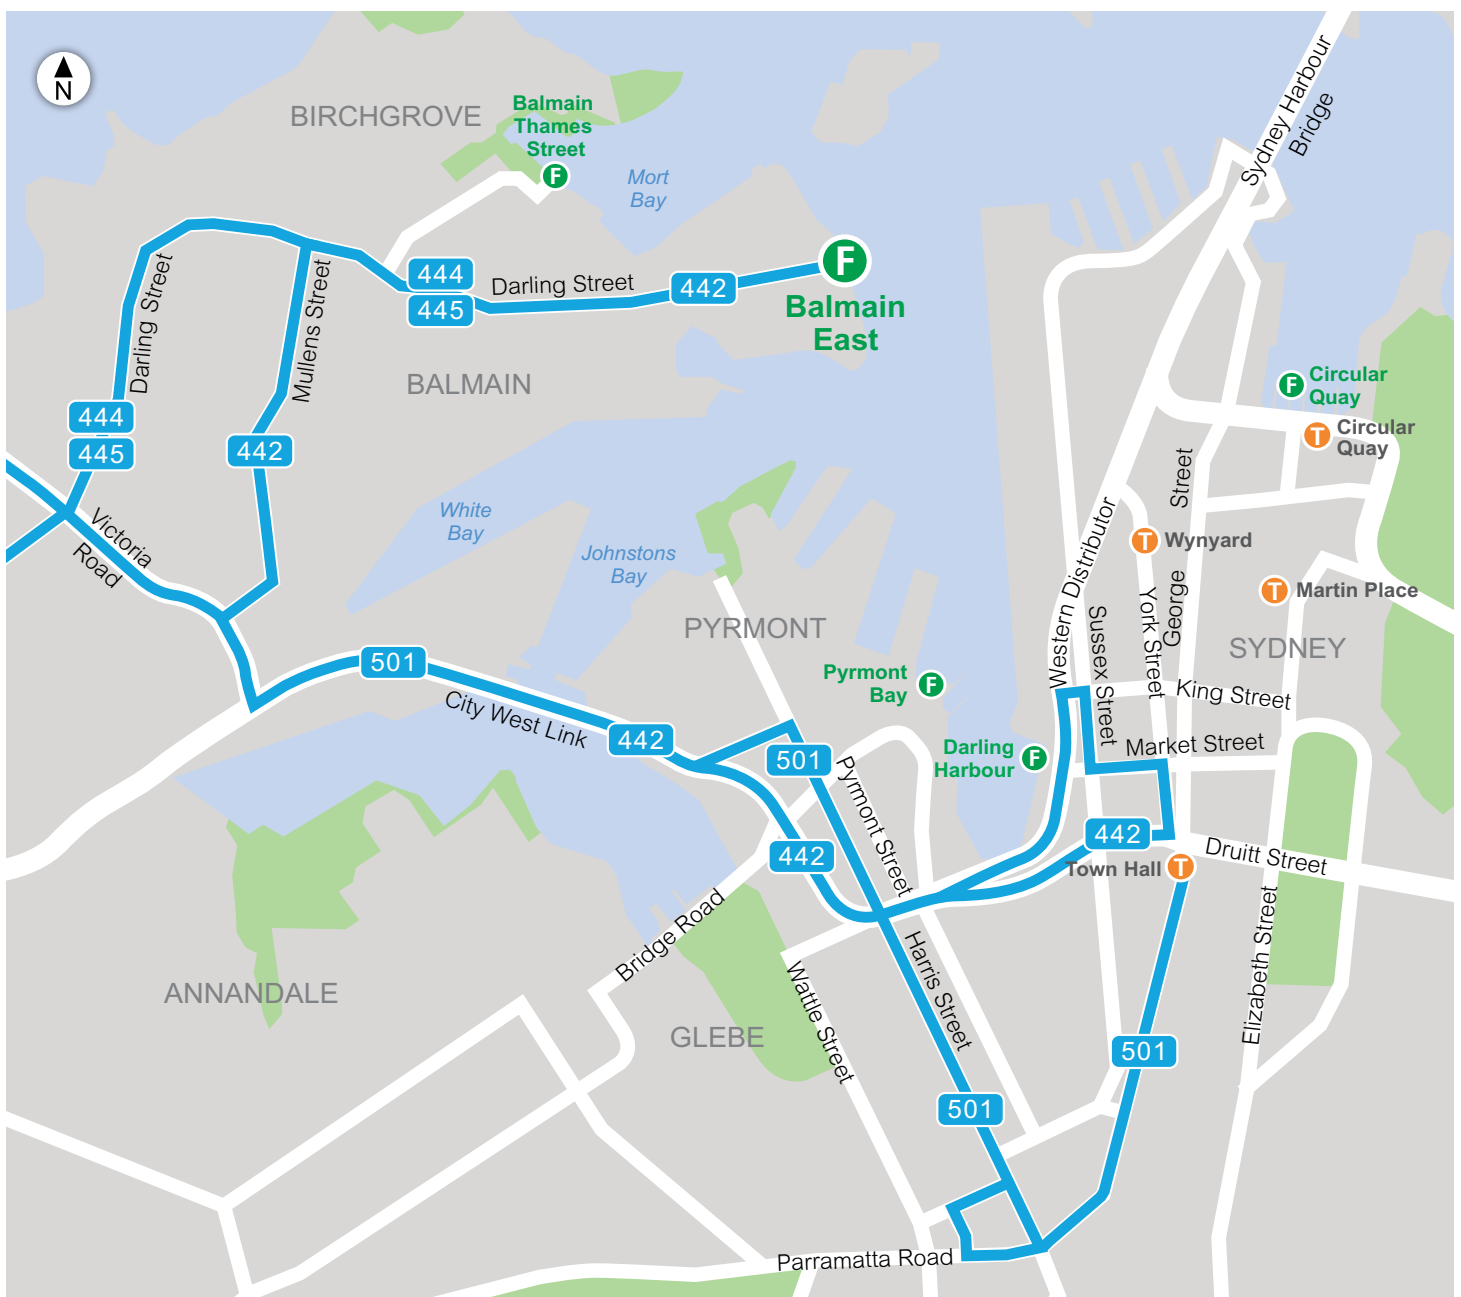 N
BIRCHGROVE
Balmain
Thames
Street
F
Mort
Bay
Sydney Harbour
Bridge
F
Balmain
East
444
445
Darling Street
442
Darling Street
Mullens Street
BALMAIN
444
445
442
F
Circular
Quay
T
Circular
Quay
Victoria
Road
White
Bay
Johnstons
Bay
Western Distributor
George
Street
T
Wynyard
T
Martin Place
PYRMONT
Sussex Street
York Street
SYDNEY
501
City West Link
442
Pyrmont
Bay
F
King Street
Darling
Harbour
F
Market Street
501
Pyrmont Street
442
442
Town Hall
T
Druitt Street
Bridge Road
Harris Street
Wattle Street
Elizabeth Street
ANNANDALE
GLEBE
501
501
Parramatta Road